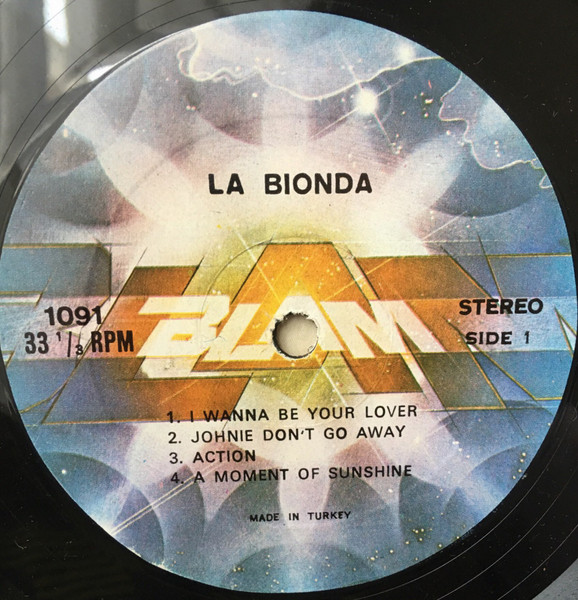 LA BIONDA
BLAM
1091
33 1/3 RPM
STEREO
SIDE 1
1. I WANNA BE YOUR LOVER
2. JOHNIE DON'T GO AWAY
3. ACTION
4. A MOMENT OF SUNSHINE
MADE IN TURKEY